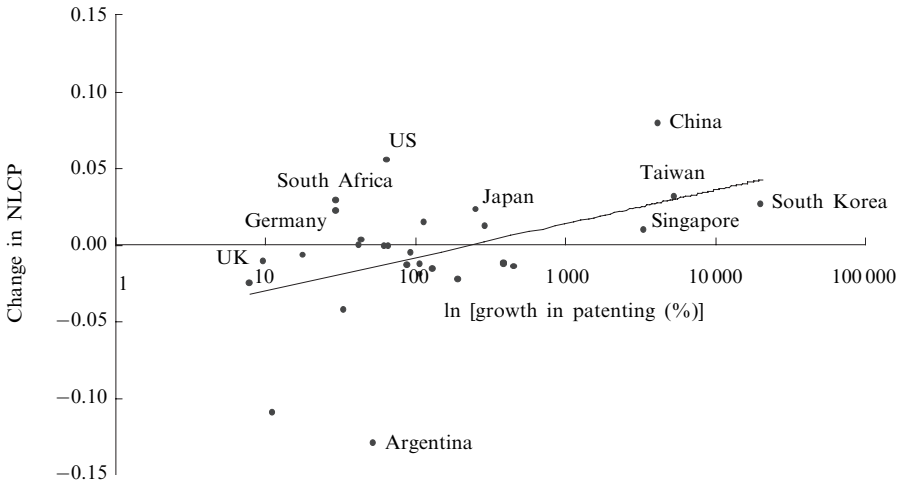 0.15
0.10
China
US
0.05
South Africa
Taiwan
Japan
South Korea
Germany
Singapore
0.00
UK
1
10
100
1 000
10 000
100 000
ln [growth in patenting (%)]
−0.05
−0.10
Argentina
−0.15
Change in NLCP